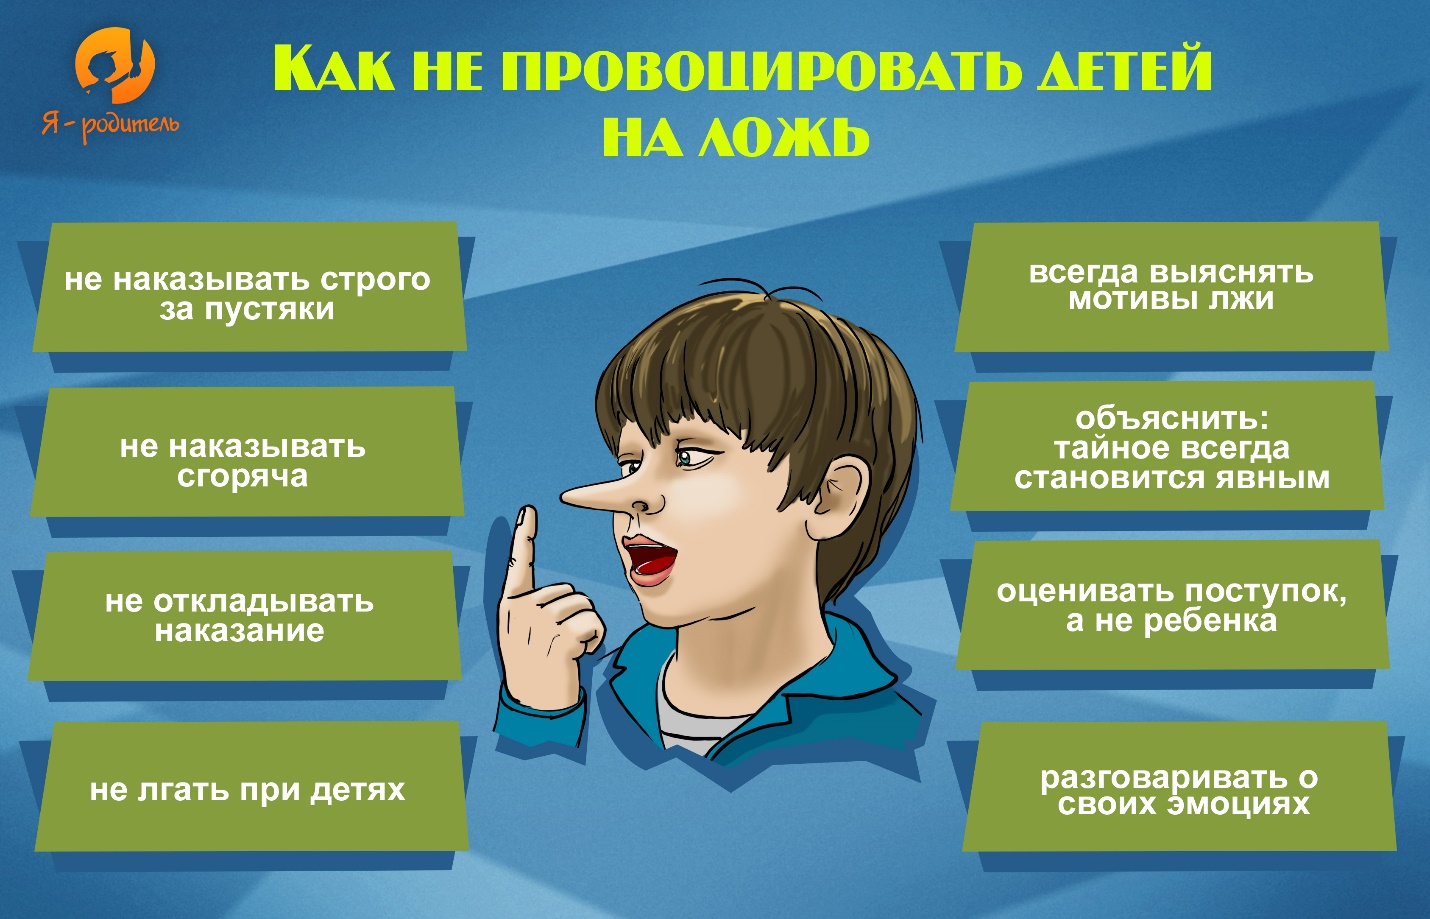 Я - родитель
Как не провоцировать детей
на ложь
не наказывать строго
за пустяки
не наказывать
сгоряча
не откладывать
наказание
не лгать при детях
всегда выяснять
мотивы лжи
объяснить:
тайное всегда
становится явным
оценивать поступок,
а не ребенка
разговаривать о
своих эмоциях